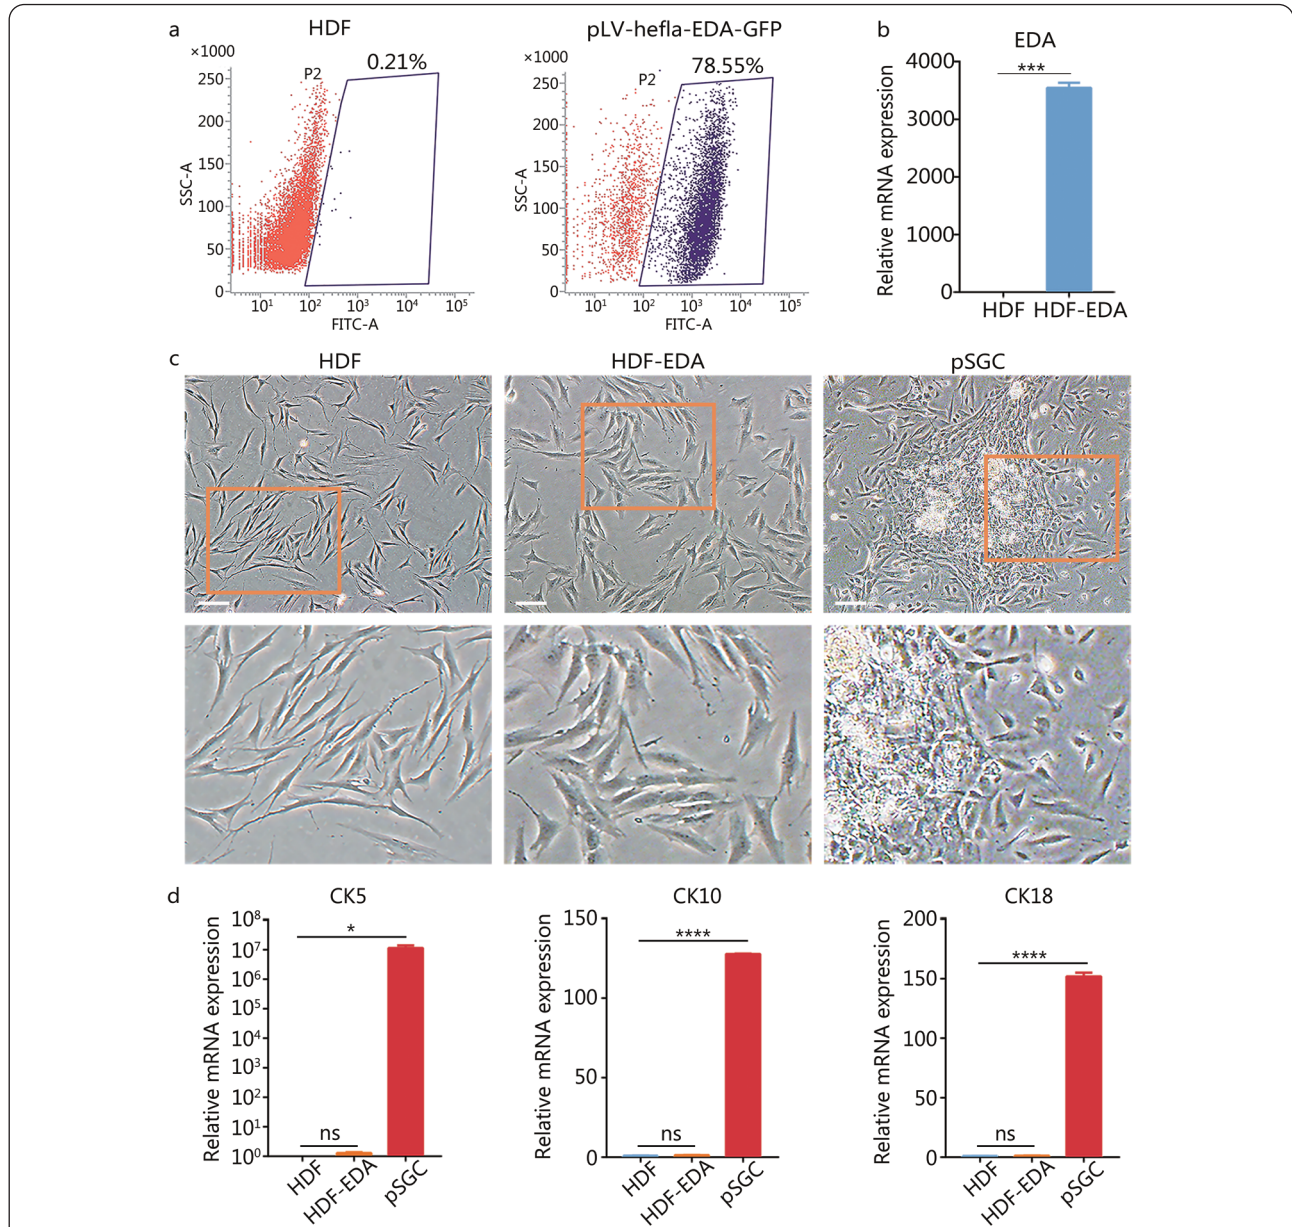 a
HDF
×1000
P2
0.21%
250
200
150
100
50
0
SSC-A
10¹ 10² 10³ 10⁴ 10⁵
FITC-A
pLV-hefla-EDA-GFP
×1000
P2
78.55%
250
200
150
100
50
0
SSC-A
10¹ 10² 10³ 10⁴ 10⁵
FITC-A
b
EDA
***
4000
3000
2000
1000
0
Relative mRNA expression
HDF HDF-EDA
c
HDF
HDF-EDA
pSGC
d
CK5
*
ns
10⁸
10⁷
10⁶
10⁵
10⁴
10³
10²
10¹
10⁰
Relative mRNA expression
HDF
HDF-EDA
pSGC
CK10
****
ns
150
100
50
0
Relative mRNA expression
HDF
HDF-EDA
pSGC
CK18
****
ns
200
150
100
50
0
Relative mRNA expression
HDF
HDF-EDA
pSGC